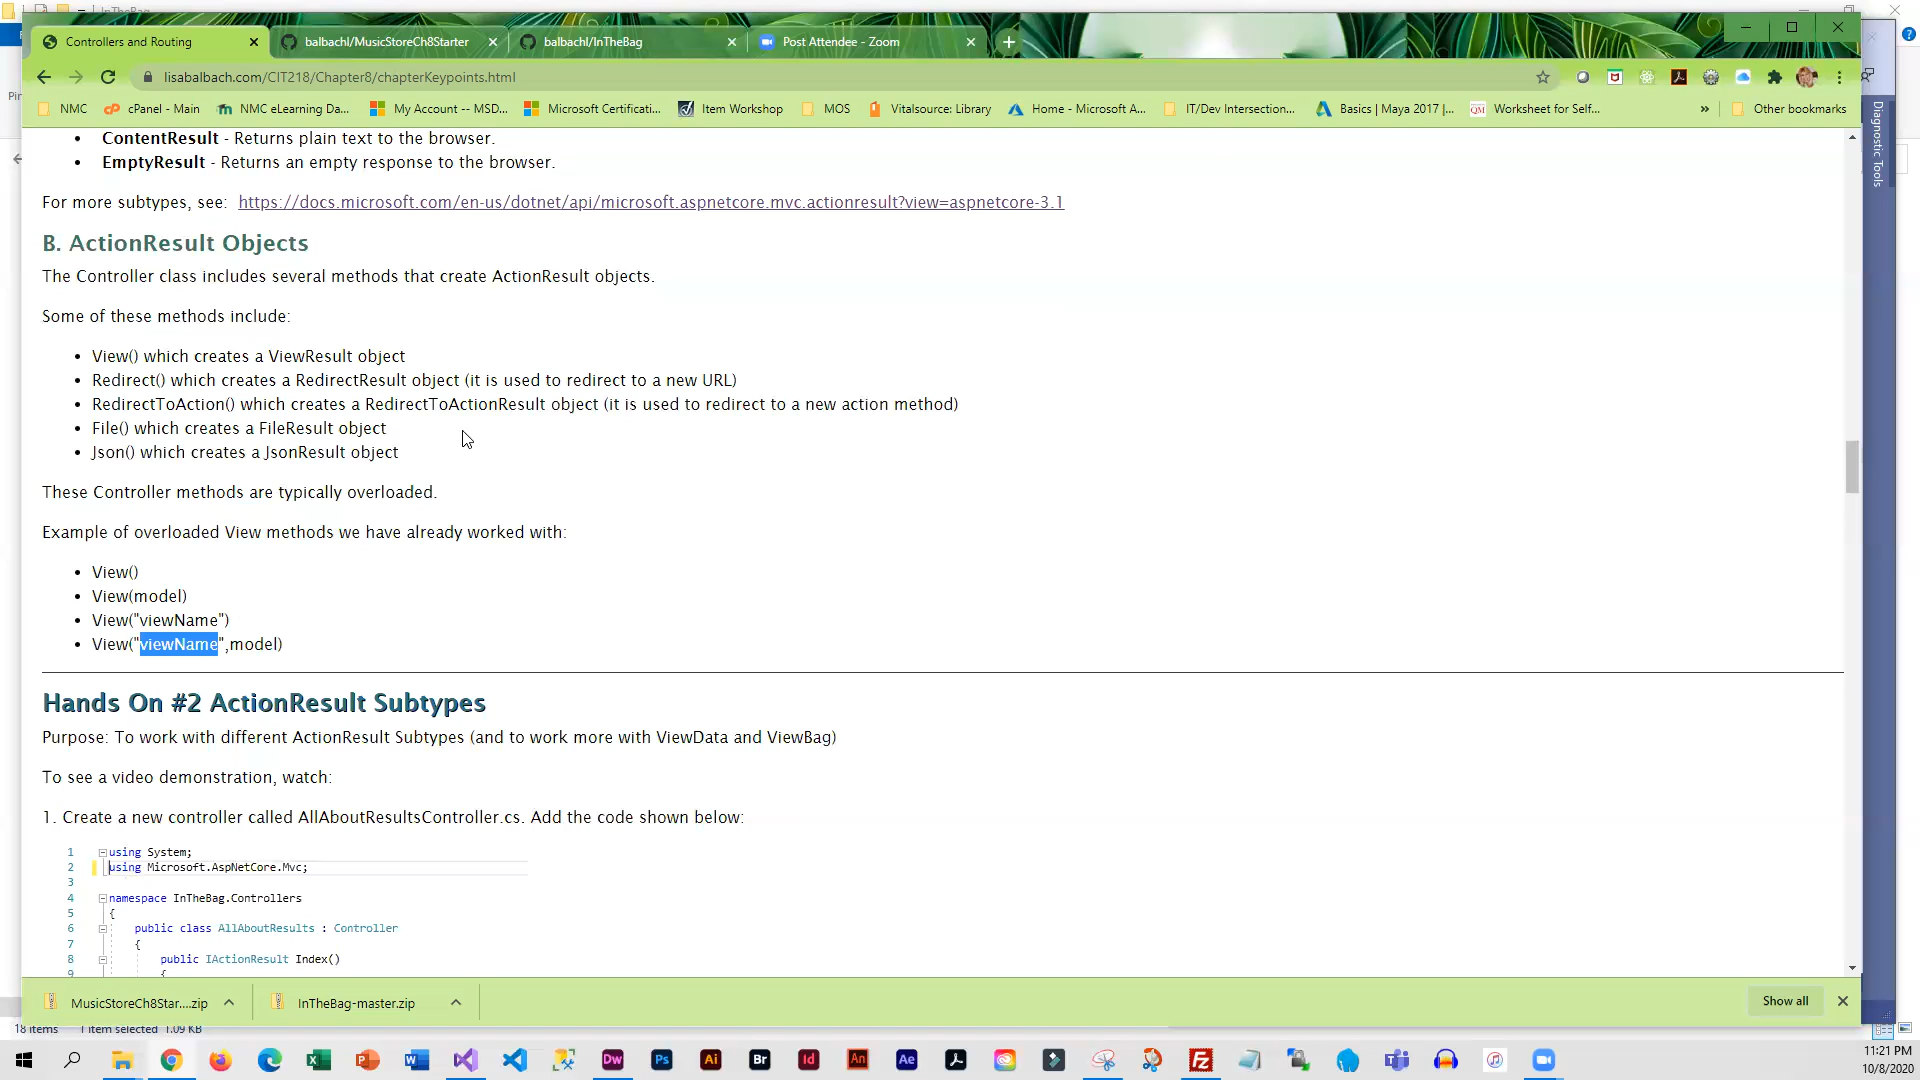 InTheBag
Controllers and Routing
balbachl/MusicStoreCh8Starter
balbachl/InTheBag
Post Attendee - Zoom
lisabalbach.com/CIT218/Chapter8/chapterKeypoints.html
NMC
cPanel - Main
NMC eLearning Da...
My Account -- MSD...
Microsoft Certificati...
Item Workshop
MOS
Vitalsource: Library
Home - Microsoft A...
IT/Dev Intersection...
Basics | Maya 2017 |...
Worksheet for Self...
»
Other bookmarks
Diagnostic Tools
• ContentResult - Returns plain text to the browser.
• EmptyResult - Returns an empty response to the browser.
For more subtypes, see: https://docs.microsoft.com/en-us/dotnet/api/microsoft.aspnetcore.mvc.actionresult?view=aspnetcore-3.1
B. ActionResult Objects
The Controller class includes several methods that create ActionResult objects.
Some of these methods include:
• View() which creates a ViewResult object
• Redirect() which creates a RedirectResult object (it is used to redirect to a new URL)
• RedirectToAction() which creates a RedirectToActionResult object (it is used to redirect to a new action method)
• File() which creates a FileResult object
• Json() which creates a JsonResult object
These Controller methods are typically overloaded.
Example of overloaded View methods we have already worked with:
• View()
• View(model)
• View("viewName")
• View("viewName",model)
Hands On #2 ActionResult Subtypes
Purpose: To work with different ActionResult Subtypes (and to work more with ViewData and ViewBag)
To see a video demonstration, watch:
1. Create a new controller called AllAboutResultsController.cs. Add the code shown below:
1 using System;
2 using Microsoft.AspNetCore.Mvc;
3
4 namespace InTheBag.Controllers
5 {
6 public class AllAboutResults : Controller
7 {
8 public IActionResult Index()
9 {
MusicStoreCh8Star....zip
InTheBag-master.zip
Show all
18 items 1 item selected 1.09 KB
11:21 PM
10/8/2020